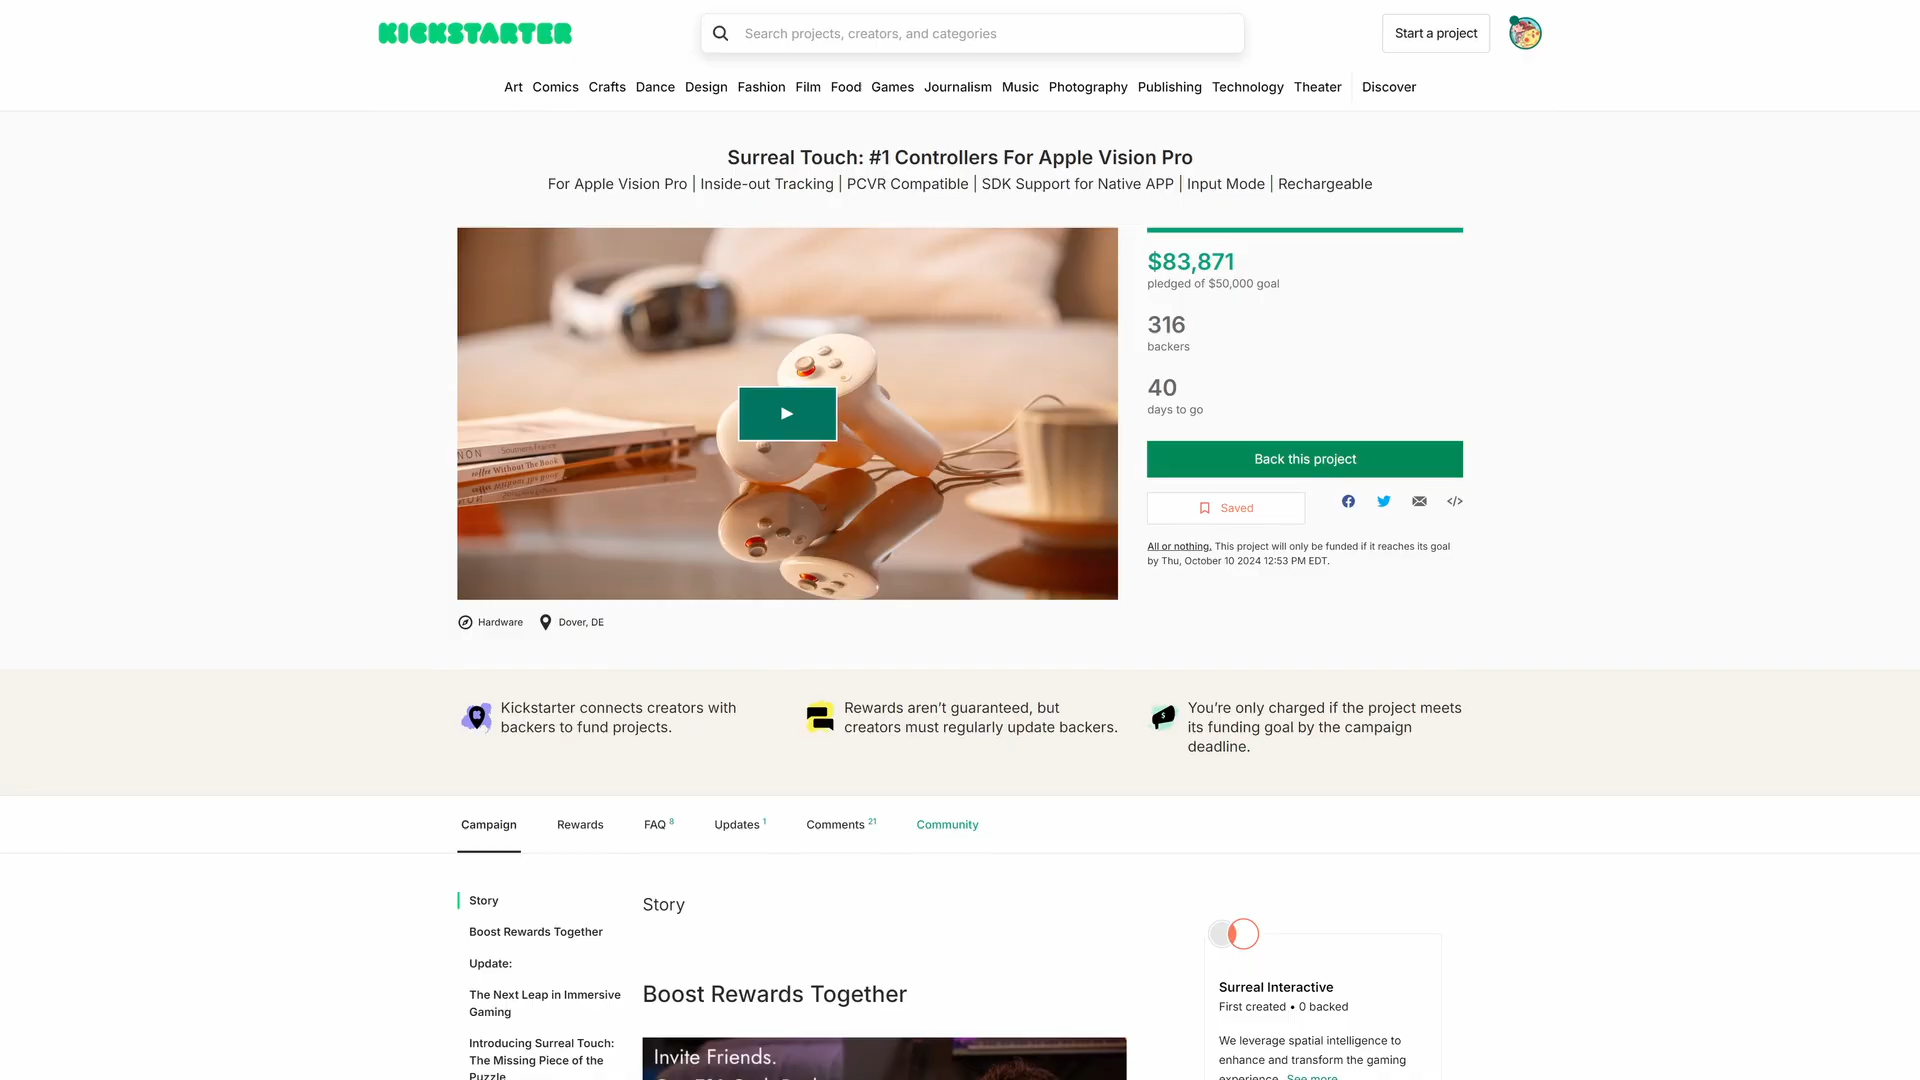 KICKSTARTER
Search projects, creators, and categories
Start a project
Art Comics Crafts Dance Design Fashion Film Food Games Journalism Music Photography Publishing Technology Theater Discover
Surreal Touch: #1 Controllers For Apple Vision Pro
For Apple Vision Pro | Inside-out Tracking | PCVR Compatible | SDK Support for Native APP | Input Mode | Rechargeable
$83,871
pledged of $50,000 goal
316
backers
40
days to go
Back this project
Saved
</>
All or nothing. This project will only be funded if it reaches its goal
by Thu, October 10 2024 12:53 PM EDT.
Hardware
Dover, DE
Kickstarter connects creators with
backers to fund projects.
Rewards aren’t guaranteed, but
creators must regularly update backers.
You’re only charged if the project meets
its funding goal by the campaign
deadline.
Campaign Rewards FAQ 8 Updates 1 Comments 21 Community
Story
Boost Rewards Together
Update:
The Next Leap in Immersive
Gaming
Introducing Surreal Touch:
The Missing Piece of the
Puzzle
Story
Boost Rewards Together
Invite Friends.
Surreal Interactive
First created • 0 backed
We leverage spatial intelligence to
enhance and transform the gaming
experience. See more